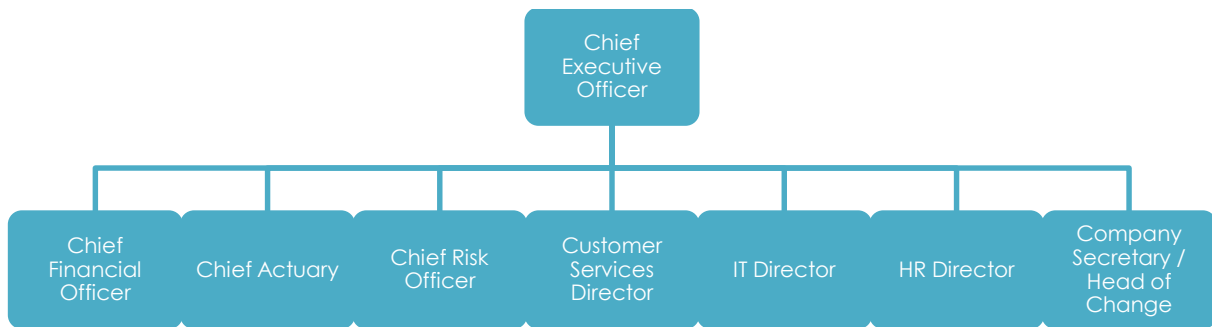 Chief
Executive
Officer
Chief
Financial
Officer
Chief Actuary
Chief Risk
Officer
Customer
Services
Director
IT Director
HR Director
Company
Secretary /
Head of
Change